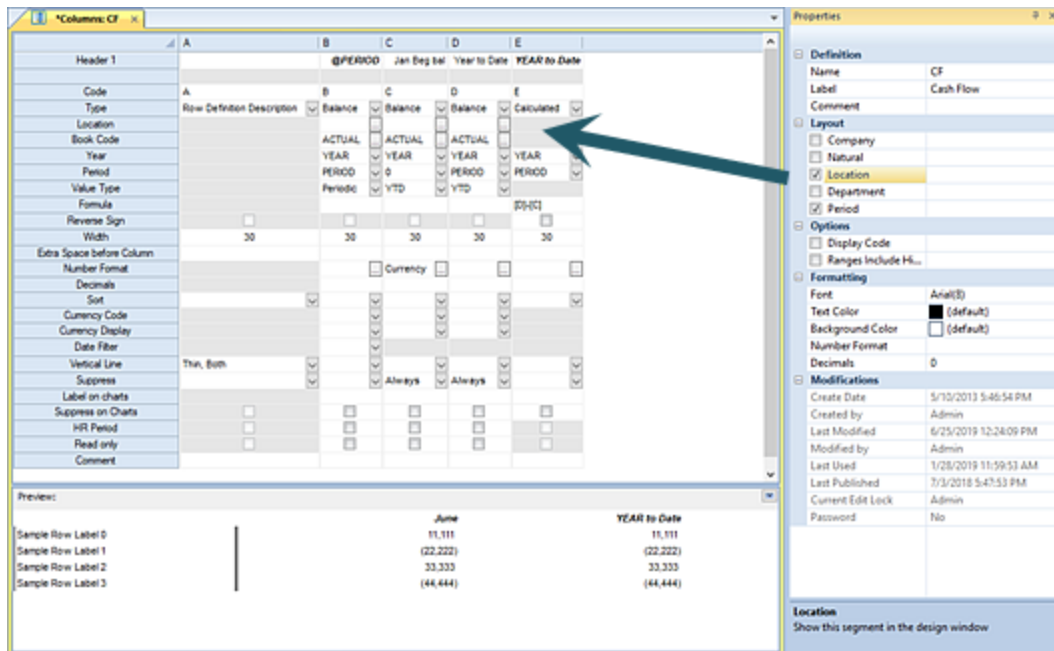 *Columns: CF ×
A B C D E
Header 1 @PERIOD Jan Beg bal Year to Date YEAR to Date
Code A B C D E
Type Row Definition Description Balance Balance Balance Calculated
Location
Book Code ACTUAL ACTUAL ACTUAL
Year YEAR YEAR YEAR YEAR
Period PERIOD 0 PERIOD PERIOD
Value Type Periodic YTD YTD
Formula [D]-[C]
Reverse Sign
Width 30 30 30 30 30
Extra Space before Column
Number Format Currency
Decimals
Sort
Currency Code
Currency Display
Date Filter
Vertical Line Thin, Both
Suppress Always Always
Label on charts
Suppress on Charts
HR Period
Read only
Comment
Preview:
June YEAR to Date
Sample Row Label 0 11,111 11,111
Sample Row Label 1 (22,222) (22,222)
Sample Row Label 2 33,333 33,333
Sample Row Label 3 (44,444) (44,444)
Properties
Definition
Name CF
Label Cash Flow
Comment
Layout
Company
Natural
Location
Department
Period
Options
Display Code
Ranges Include Hi...
Formatting
Font Arial(8)
Text Color (default)
Background Color (default)
Number Format
Decimals 0
Modifications
Create Date 5/10/2013 5:46:54 PM
Created by Admin
Last Modified 6/25/2019 12:24:09 PM
Modified by Admin
Last Used 1/28/2019 11:59:53 AM
Last Published 7/3/2018 5:47:53 PM
Current Edit Lock Admin
Password No
Location
Show this segment in the design window